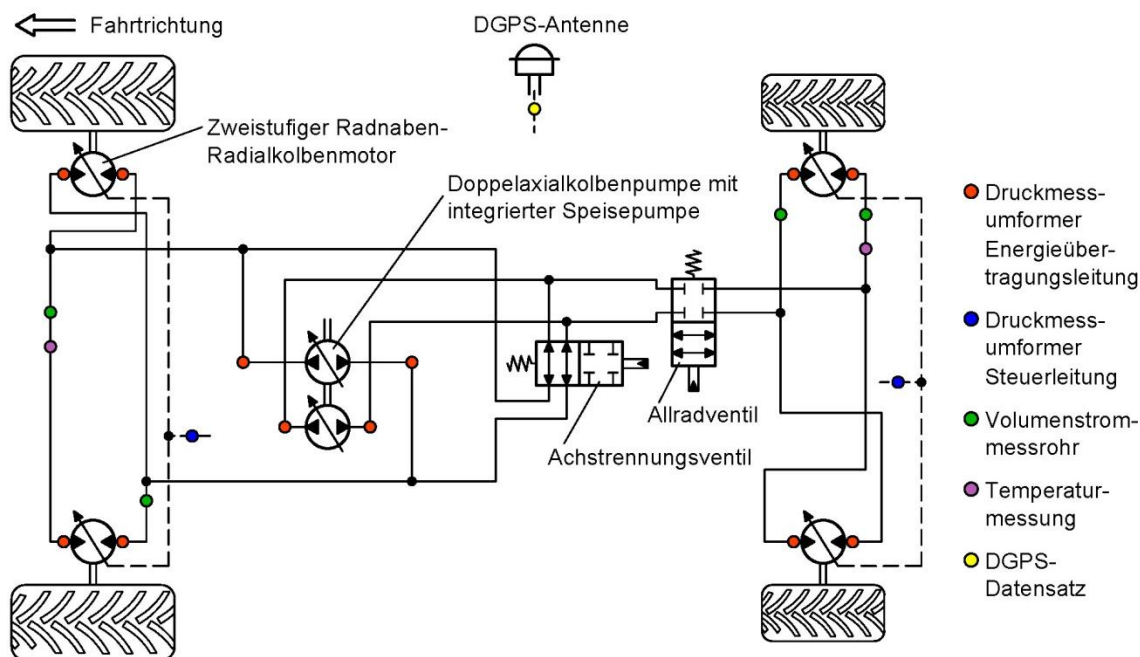 Fahrtrichtung
DGPS-Antenne
Zweistufiger Radnaben-
Radialkolbenmotor
Doppelaxialkolbenpumpe mit
integrierter Speisepumpe
Allradventil
Achstrennungsventil
Druckmess-
umformer
Energieüber-
tragungsleitung
Druckmess-
umformer
Steuerleitung
Volumenstrom-
messrohr
Temperatur-
messung
DGPS-
Datensatz